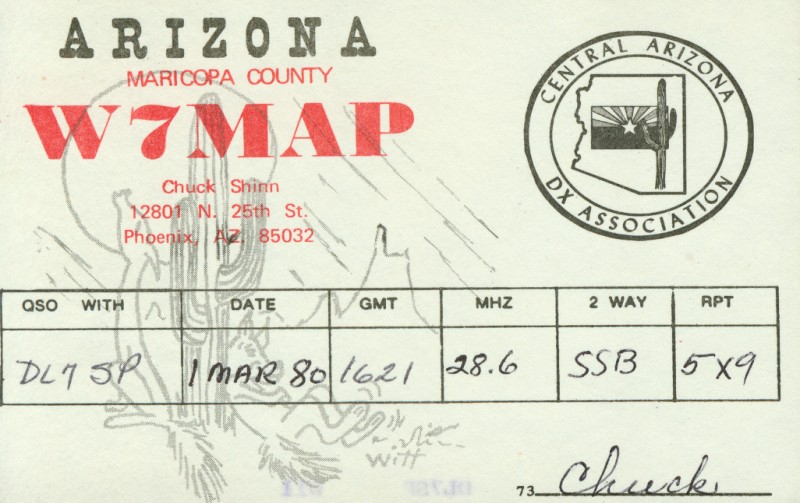 ARIZONA
MARICOPA COUNTY
W7MAP
Chuck Shinn
12801 N. 25th St.
Phoenix, AZ, 85032
CENTRAL ARIZONA
DX ASSOCIATION
QSO WITH DATE GMT MHZ 2 WAY RPT
DL7SP 1 MAR 80 1621 28.6 SSB 5x9
Witt
73 Chuck